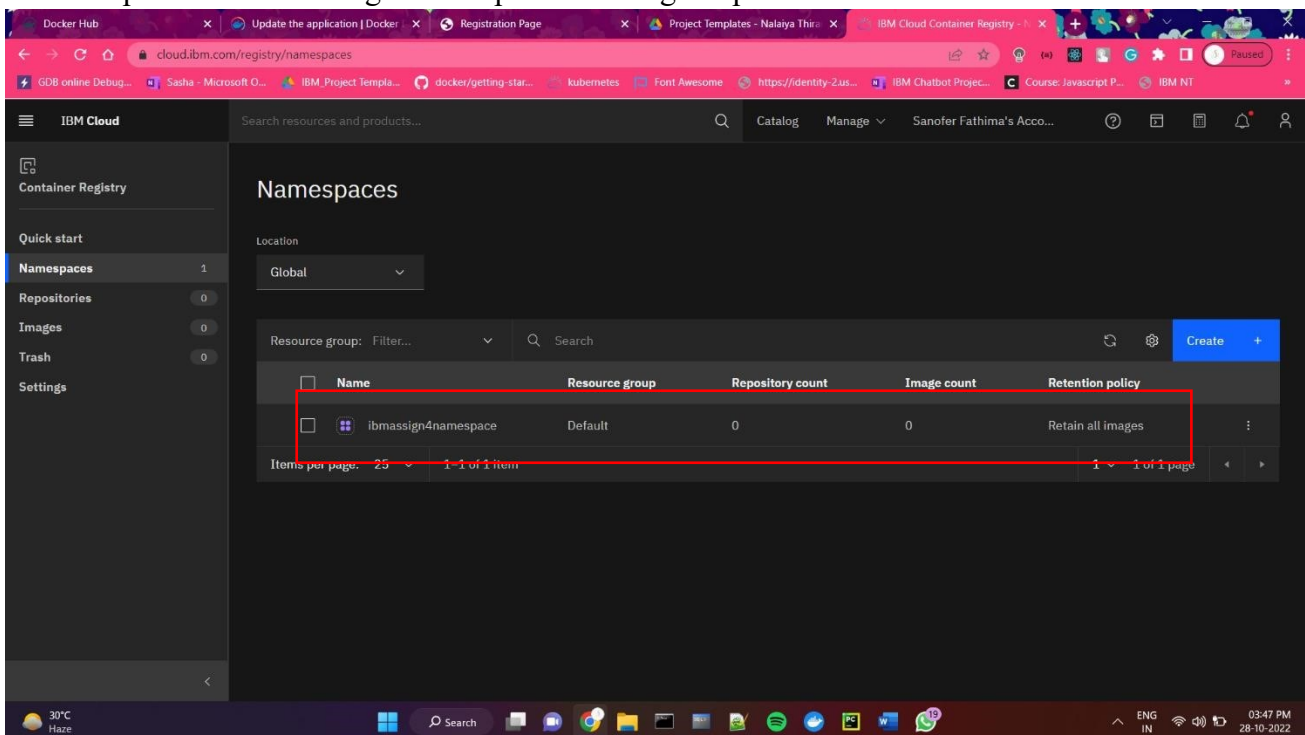 Docker Hub
Update the application | Docker
Registration Page
Project Templates - Nalaiya Thira
IBM Cloud Container Registry - N
cloud.ibm.com/registry/namespaces
Paused
GDB online Debug...
Sasha - Microsoft O...
IBM_Project Templa...
docker/getting-star...
kubernetes
Font Awesome
https://identity-2.us...
IBM Chatbot Projec...
Course: Javascript P...
IBM NT
»
IBM Cloud
Search resources and products...
Catalog
Manage
Sanofer Fathima's Acco...
Container Registry
Quick start
Namespaces 1
Repositories 0
Images 0
Trash 0
Settings
Namespaces
Location
Global
Resource group: Filter...
Search
Create +
Name Resource group Repository count Image count Retention policy
ibmassign4namespace Default 0 0 Retain all images
Items per page: 25 1–1 of 1 item 1 1 of 1 page
30°C
Haze
Search
19
ENG
IN
03:47 PM
28-10-2022